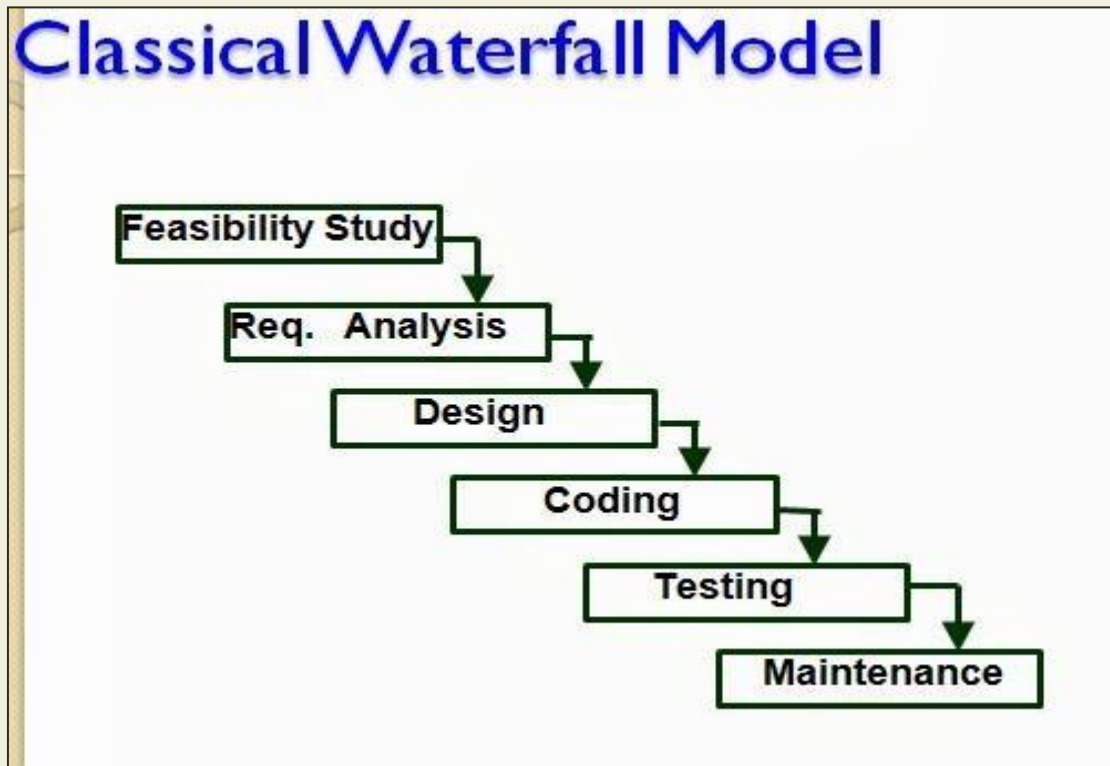 Classical Waterfall Model
Feasibility Study
Req. Analysis
Design
Coding
Testing
Maintenance